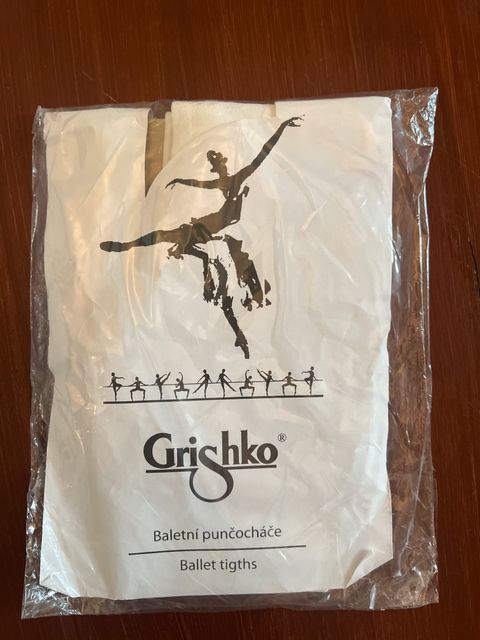 Grishko®
Baletní punčocháče
Ballet tigths